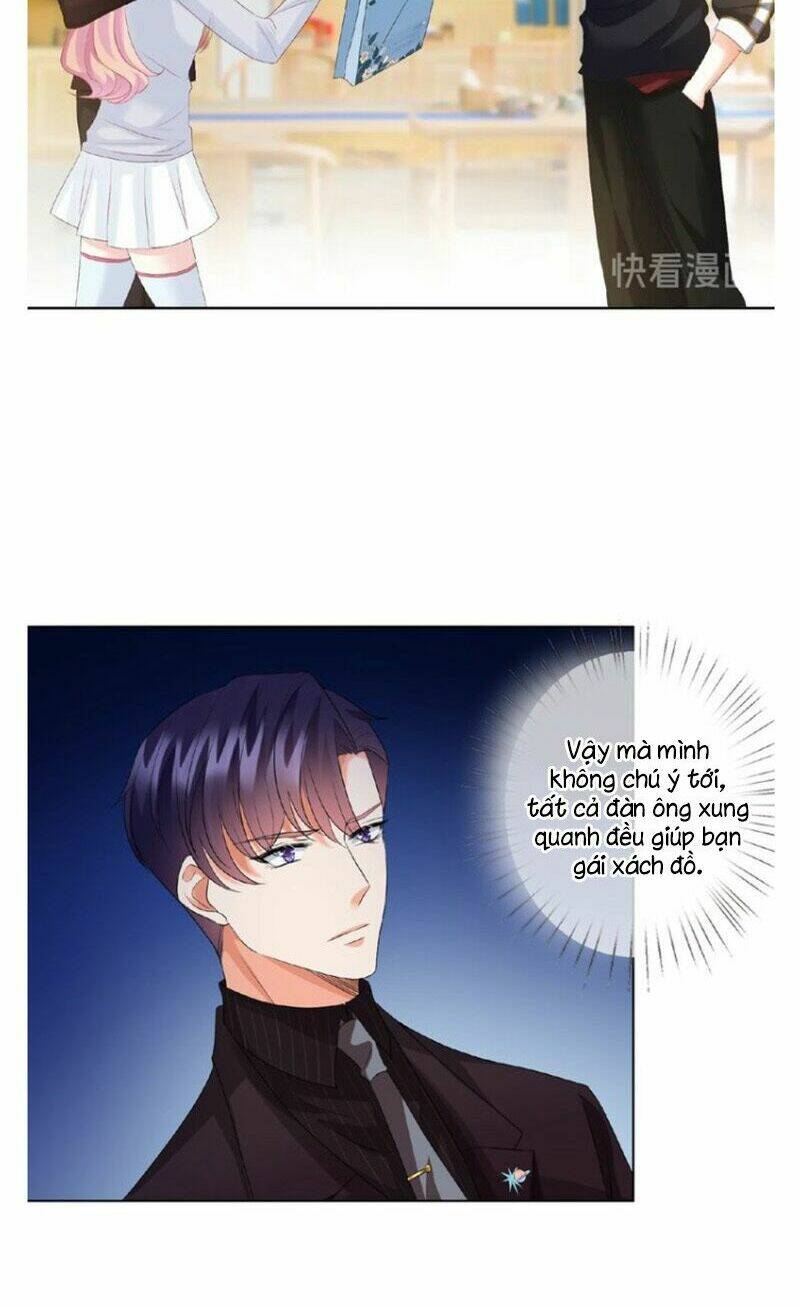 快看漫画
Vậy mà mình
không chú ý tới,
tất cả đàn ông xung
quanh đều giúp bạn
gái xách đồ.